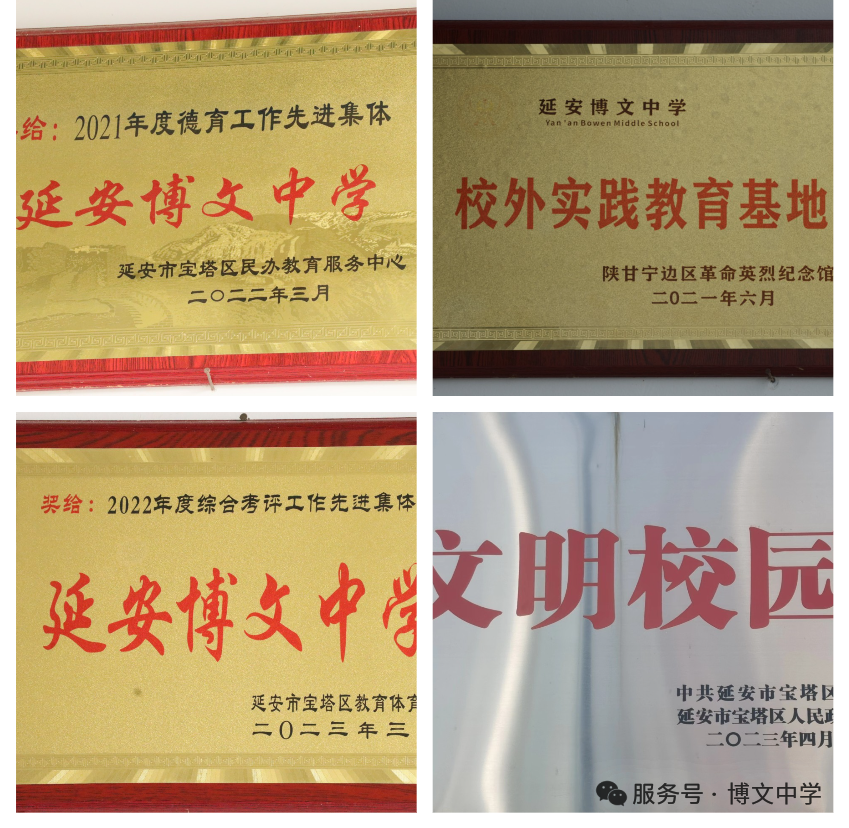 奖给：2021年度德育工作先进集体
延安博文中学
延安市宝塔区民办教育服务中心
二〇二二年三月
延安博文中学
Yan'an Bowen Middle School
校外实践教育基地
陕甘宁边区革命英烈纪念馆
二〇二一年六月
奖给：2022年度综合考评工作先进集体
延安博文中学
延安市宝塔区教育体育
二〇二三年三
文明校园
中共延安市宝塔区
延安市宝塔区人民政
二〇二三年四月
服务号·博文中学